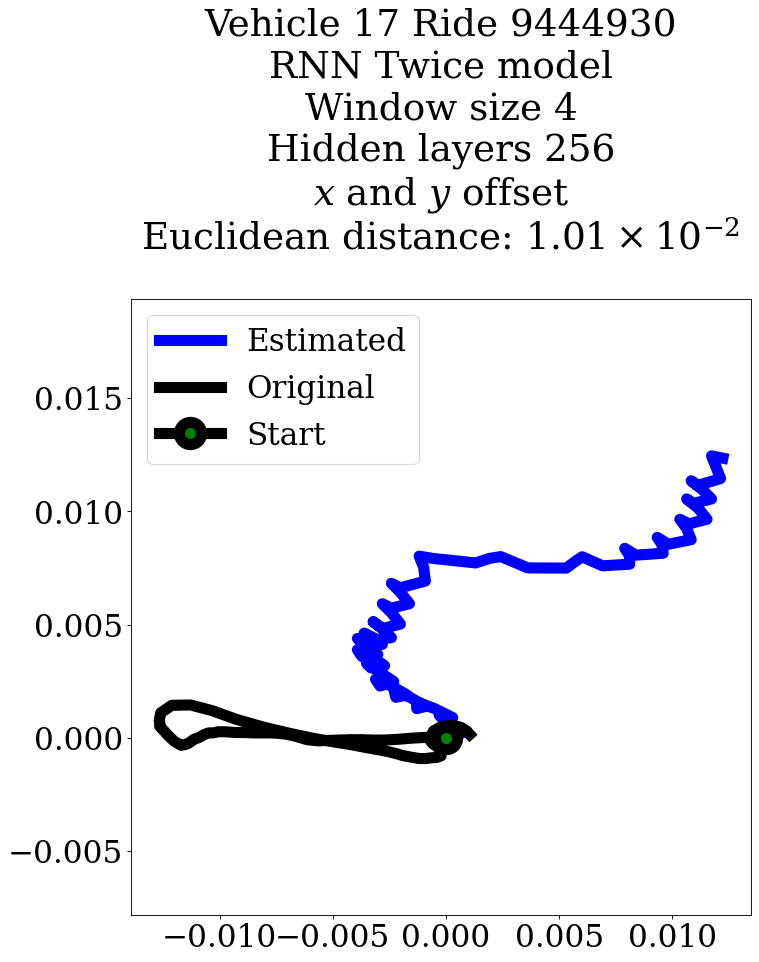 Vehicle 17 Ride 9444930
RNN Twice model
Window size 4
Hidden layers 256
x and y offset
Euclidean distance: 1.01 × 10⁻²
Estimated
Original
Start
0.015
0.010
0.005
0.000
−0.005
−0.010 −0.005 0.000 0.005 0.010